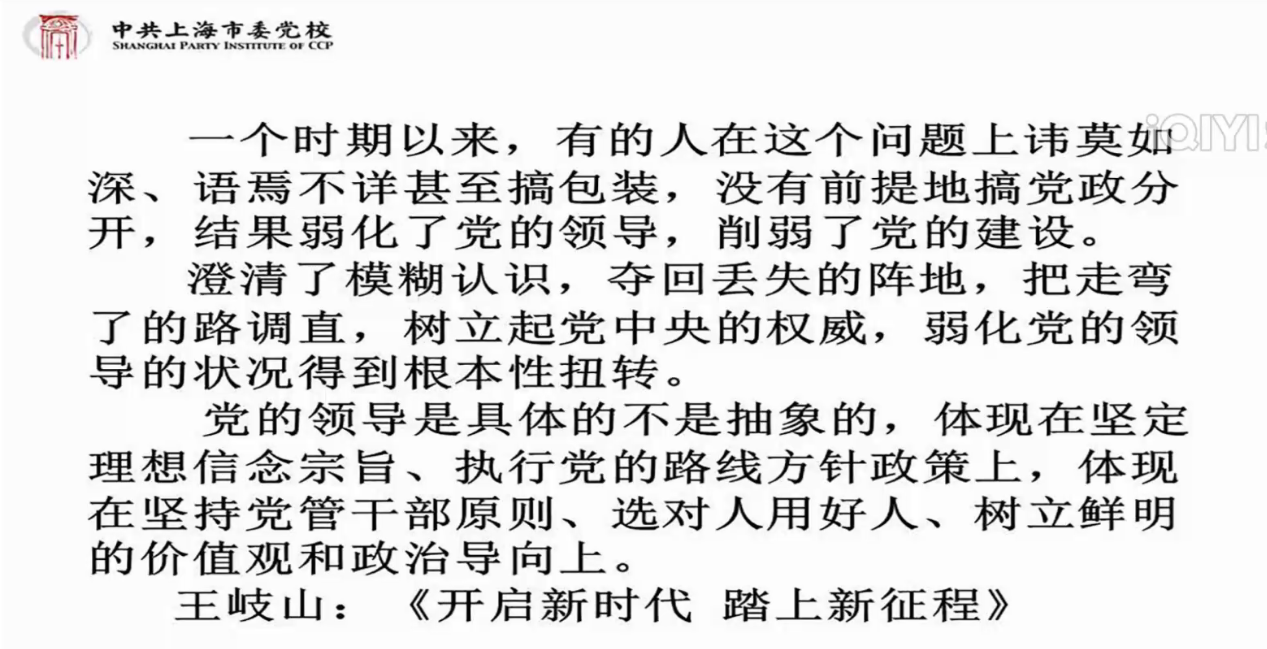 中共上海市委党校
SHANGHAI PARTY INSTITUTE OF CCP
iQIYI
一个时期以来，有的人在这个问题上讳莫如
深、语焉不详甚至搞包装，没有前提地搞党政分
开，结果弱化了党的领导，削弱了党的建设。
澄清了模糊认识，夺回丢失的阵地，把走弯
了的路调直，树立起党中央的权威，弱化党的领
导的状况得到根本性扭转。
党的领导是具体的不是抽象的，体现在坚定
理想信念宗旨、执行党的路线方针政策上，体现
在坚持党管干部原则、选对人用好人、树立鲜明
的价值观和政治导向上。
王岐山：《开启新时代 踏上新征程》